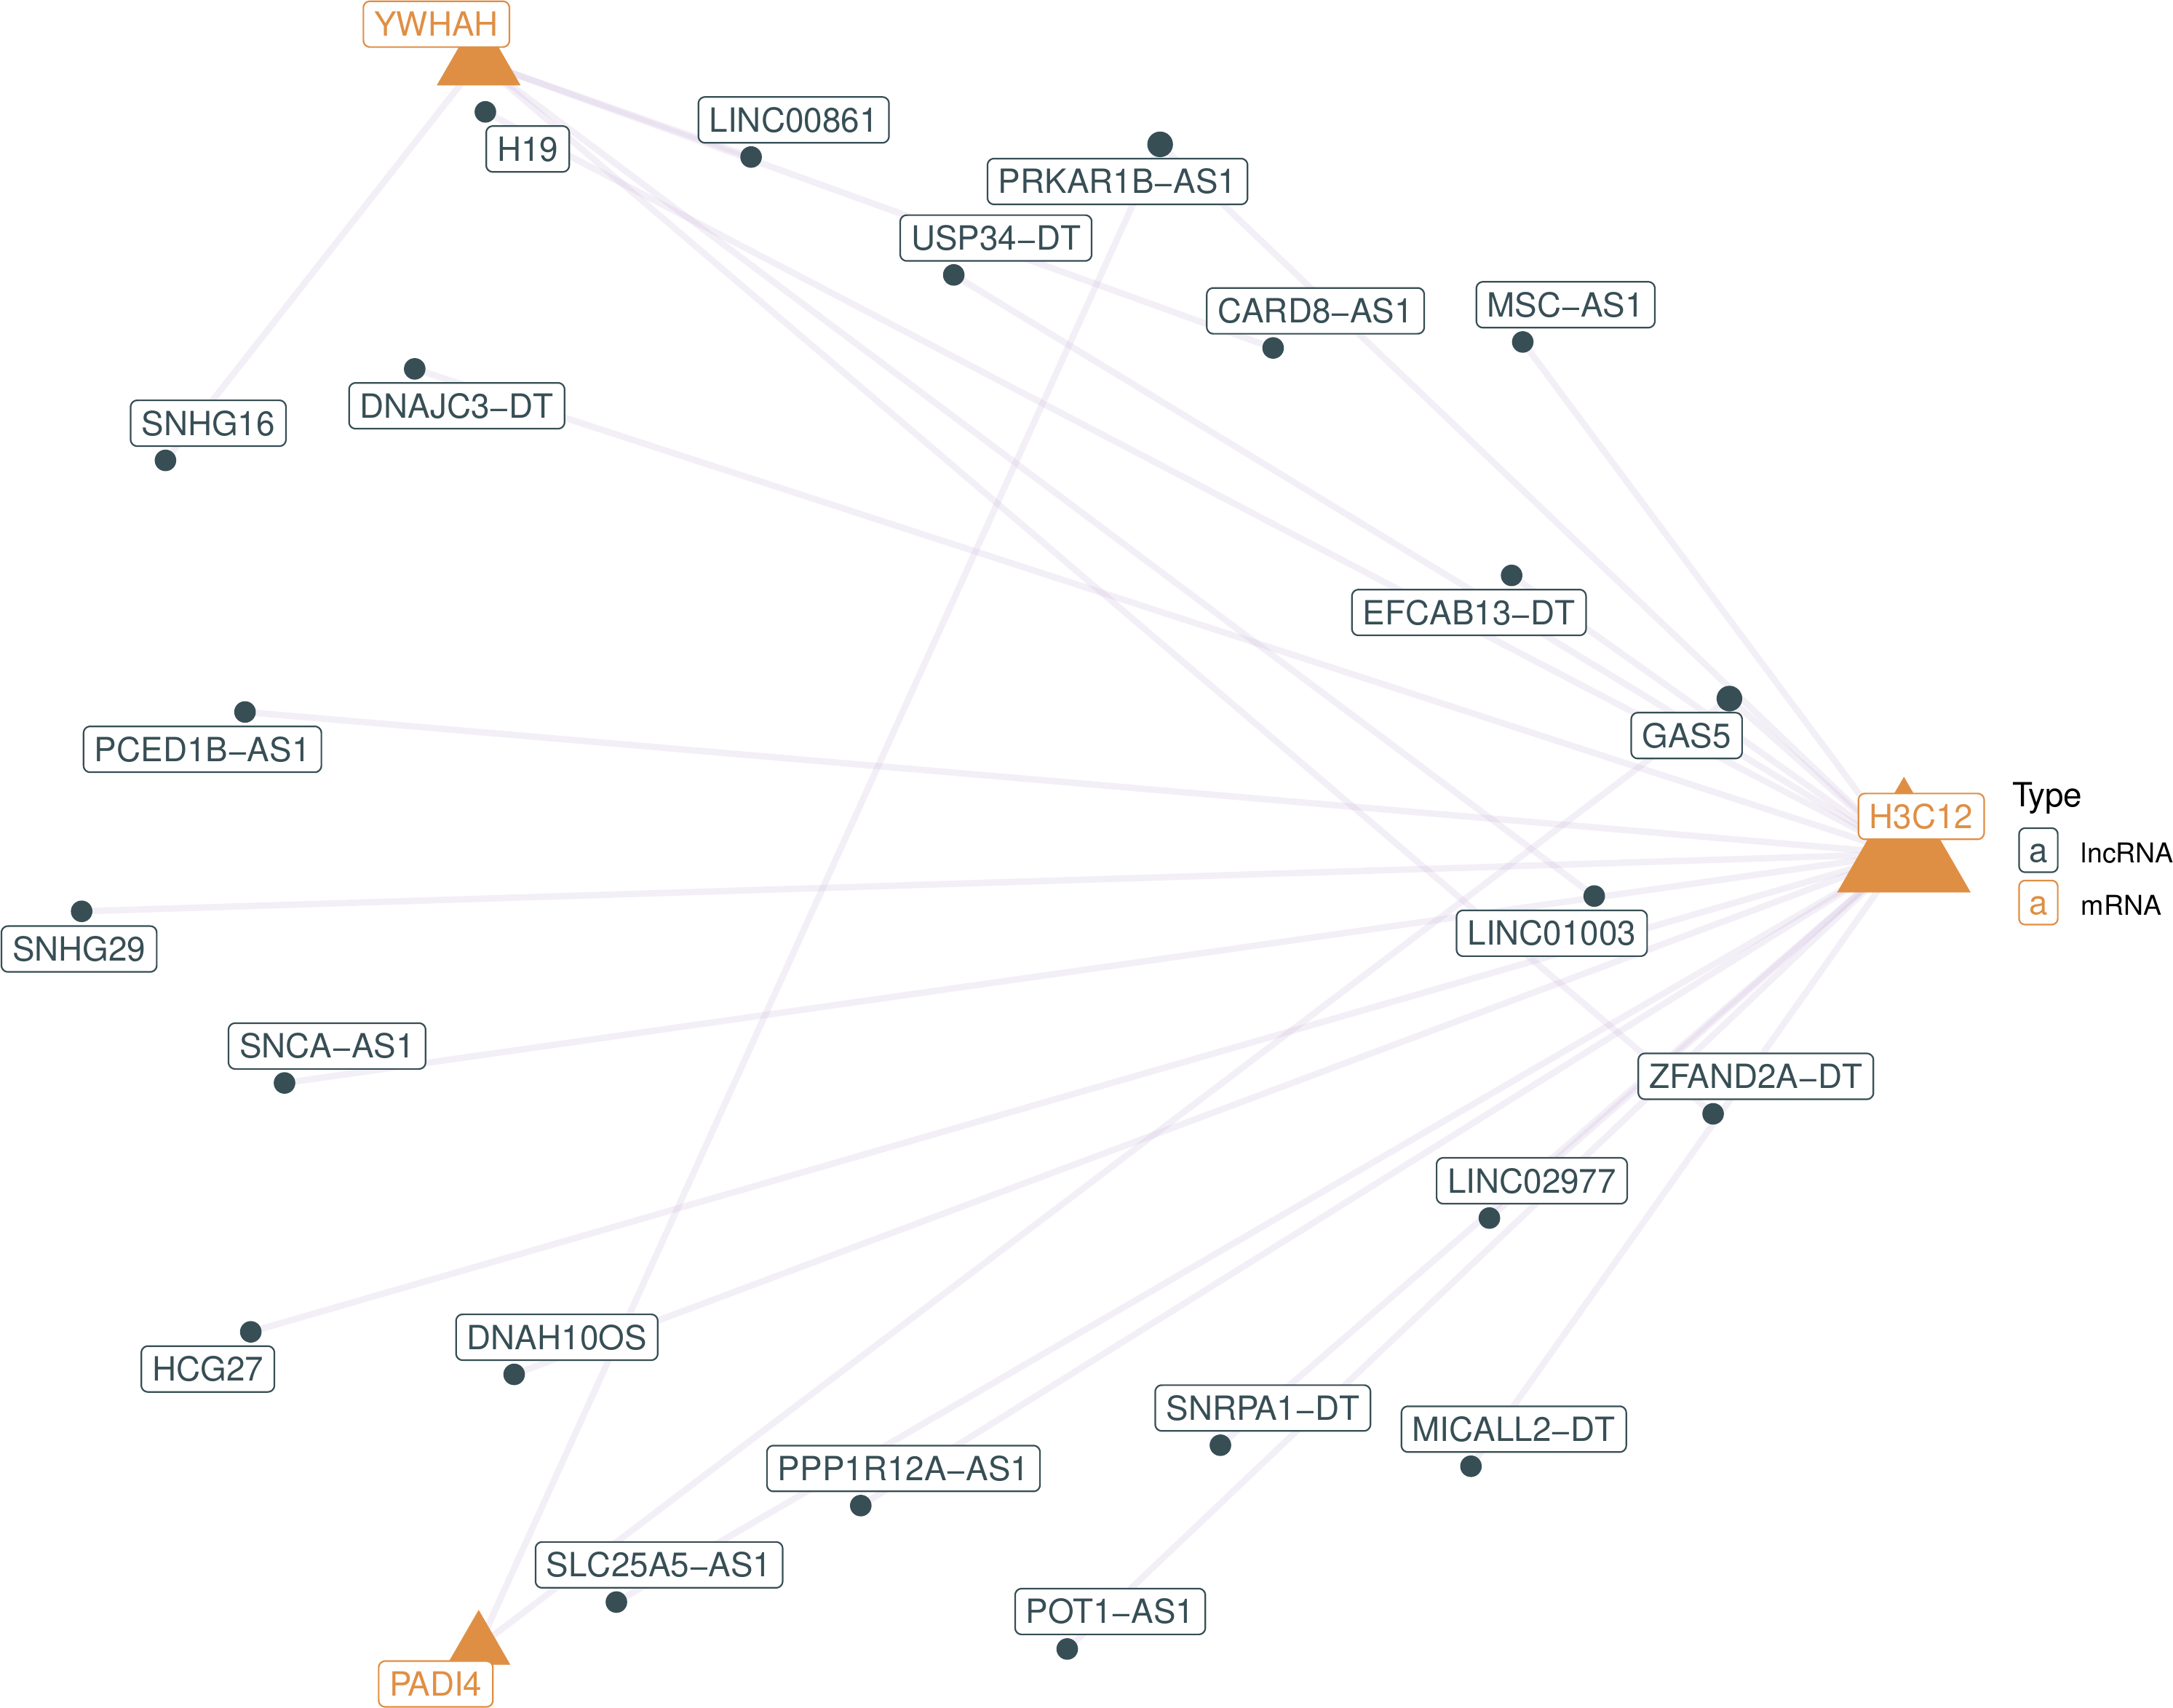 YWHAH
LINC00861
H19
PRKAR1B−AS1
USP34−DT
CARD8−AS1
MSC−AS1
DNAJC3−DT
SNHG16
EFCAB13−DT
GAS5
PCED1B−AS1
H3C12
Type
a lncRNA
a mRNA
LINC01003
SNHG29
SNCA−AS1
ZFAND2A−DT
LINC02977
DNAH10OS
HCG27
SNRPA1−DT
MICALL2−DT
PPP1R12A−AS1
SLC25A5−AS1
POT1−AS1
PADI4